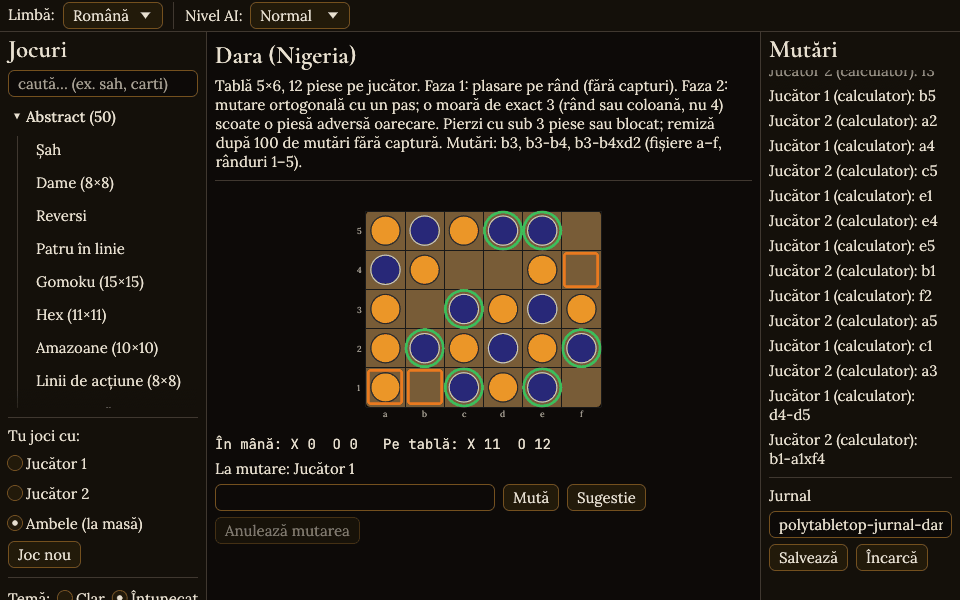 Limbă: Română ▼ Nivel AI: Normal ▼
Jocuri
caută... (ex. sah, carti)
▼ Abstract (50)
Șah
Dame (8×8)
Reversi
Patru în linie
Gomoku (15×15)
Hex (11×11)
Amazoane (10×10)
Linii de acțiune (8×8)
Tu joci cu:
Jucător 1
Jucător 2
Ambele (la masă)
Joc nou
Temă: Clar Întunecat
Dara (Nigeria)
Tablă 5×6, 12 piese pe jucător. Faza 1: plasare pe rând (fără capturi). Faza 2:
mutare ortogonală cu un pas; o moară de exact 3 (rând sau coloană, nu 4)
scoate o piesă adversă oarecare. Pierzi cu sub 3 piese sau blocat; remiză
după 100 de mutări fără captură. Mutări: b3, b3-b4, b3-b4xd2 (fișiere a–f,
rânduri 1–5).
5
4
3
2
1
a b c d e f
În mână: X 0 O 0 Pe tablă: X 11 O 12
La mutare: Jucător 1
Mută Sugestie
Anulează mutarea
Mutări
Jucător 2 (calculator): f3
Jucător 1 (calculator): b5
Jucător 2 (calculator): a2
Jucător 1 (calculator): a4
Jucător 2 (calculator): c5
Jucător 1 (calculator): e1
Jucător 2 (calculator): e4
Jucător 1 (calculator): e5
Jucător 2 (calculator): b1
Jucător 1 (calculator): f2
Jucător 2 (calculator): a5
Jucător 1 (calculator): c1
Jucător 2 (calculator): a3
Jucător 1 (calculator):
d4-d5
Jucător 2 (calculator):
b1-a1xf4
Jurnal
polytabletop-jurnal-dar
Salvează Încarcă